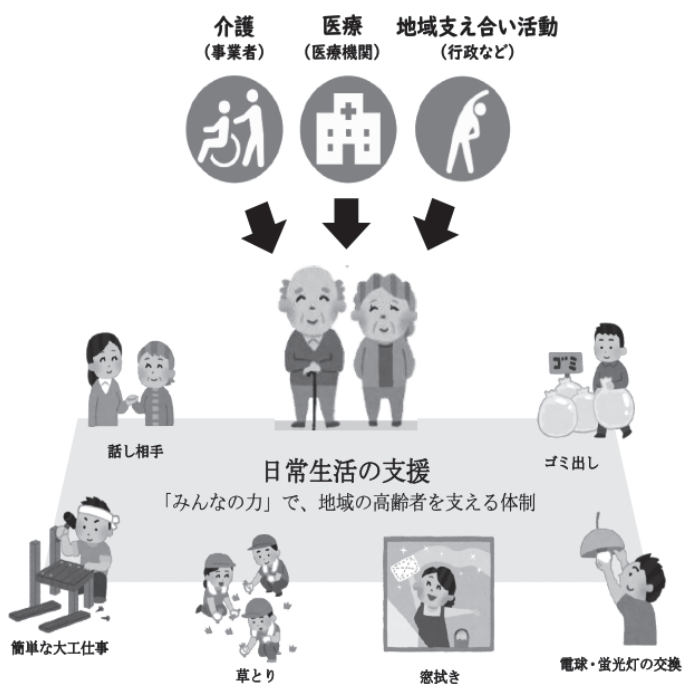 介護
(事業者)
医療
(医療機関)
地域支え合い活動
(行政など)
ゴミ
話し相手
ゴミ出し
日常生活の支援
「みんなの力」で、地域の高齢者を支える体制
簡単な大工仕事
草とり
窓拭き
電球・蛍光灯の交換